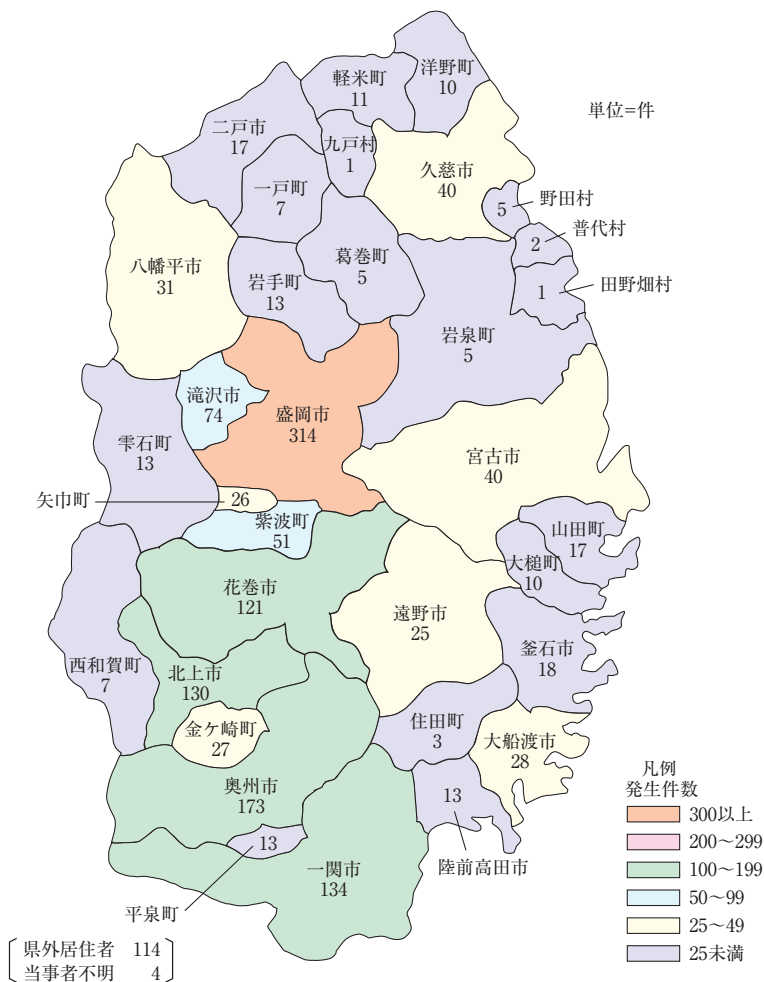 洋野町
10
軽米町
11
単位=件
二戸市
17
九戸村
1
久慈市
40
一戸町
7
5
野田村
2
普代村
葛巻町
5
八幡平市
31
岩手町
13
1
田野畑村
岩泉町
5
滝沢市
74
盛岡市
314
雫石町
13
宮古市
40
矢巾町
26
紫波町
51
山田町
17
大槌町
10
花巻市
121
遠野市
25
釜石市
18
西和賀町
7
北上市
130
金ケ崎町
27
住田町
3
大船渡市
28
奥州市
173
13
陸前高田市
13
平泉町
一関市
134
凡例
発生件数
300以上
200〜299
100〜199
50〜99
25〜49
25未満
県外居住者 114
当事者不明 4